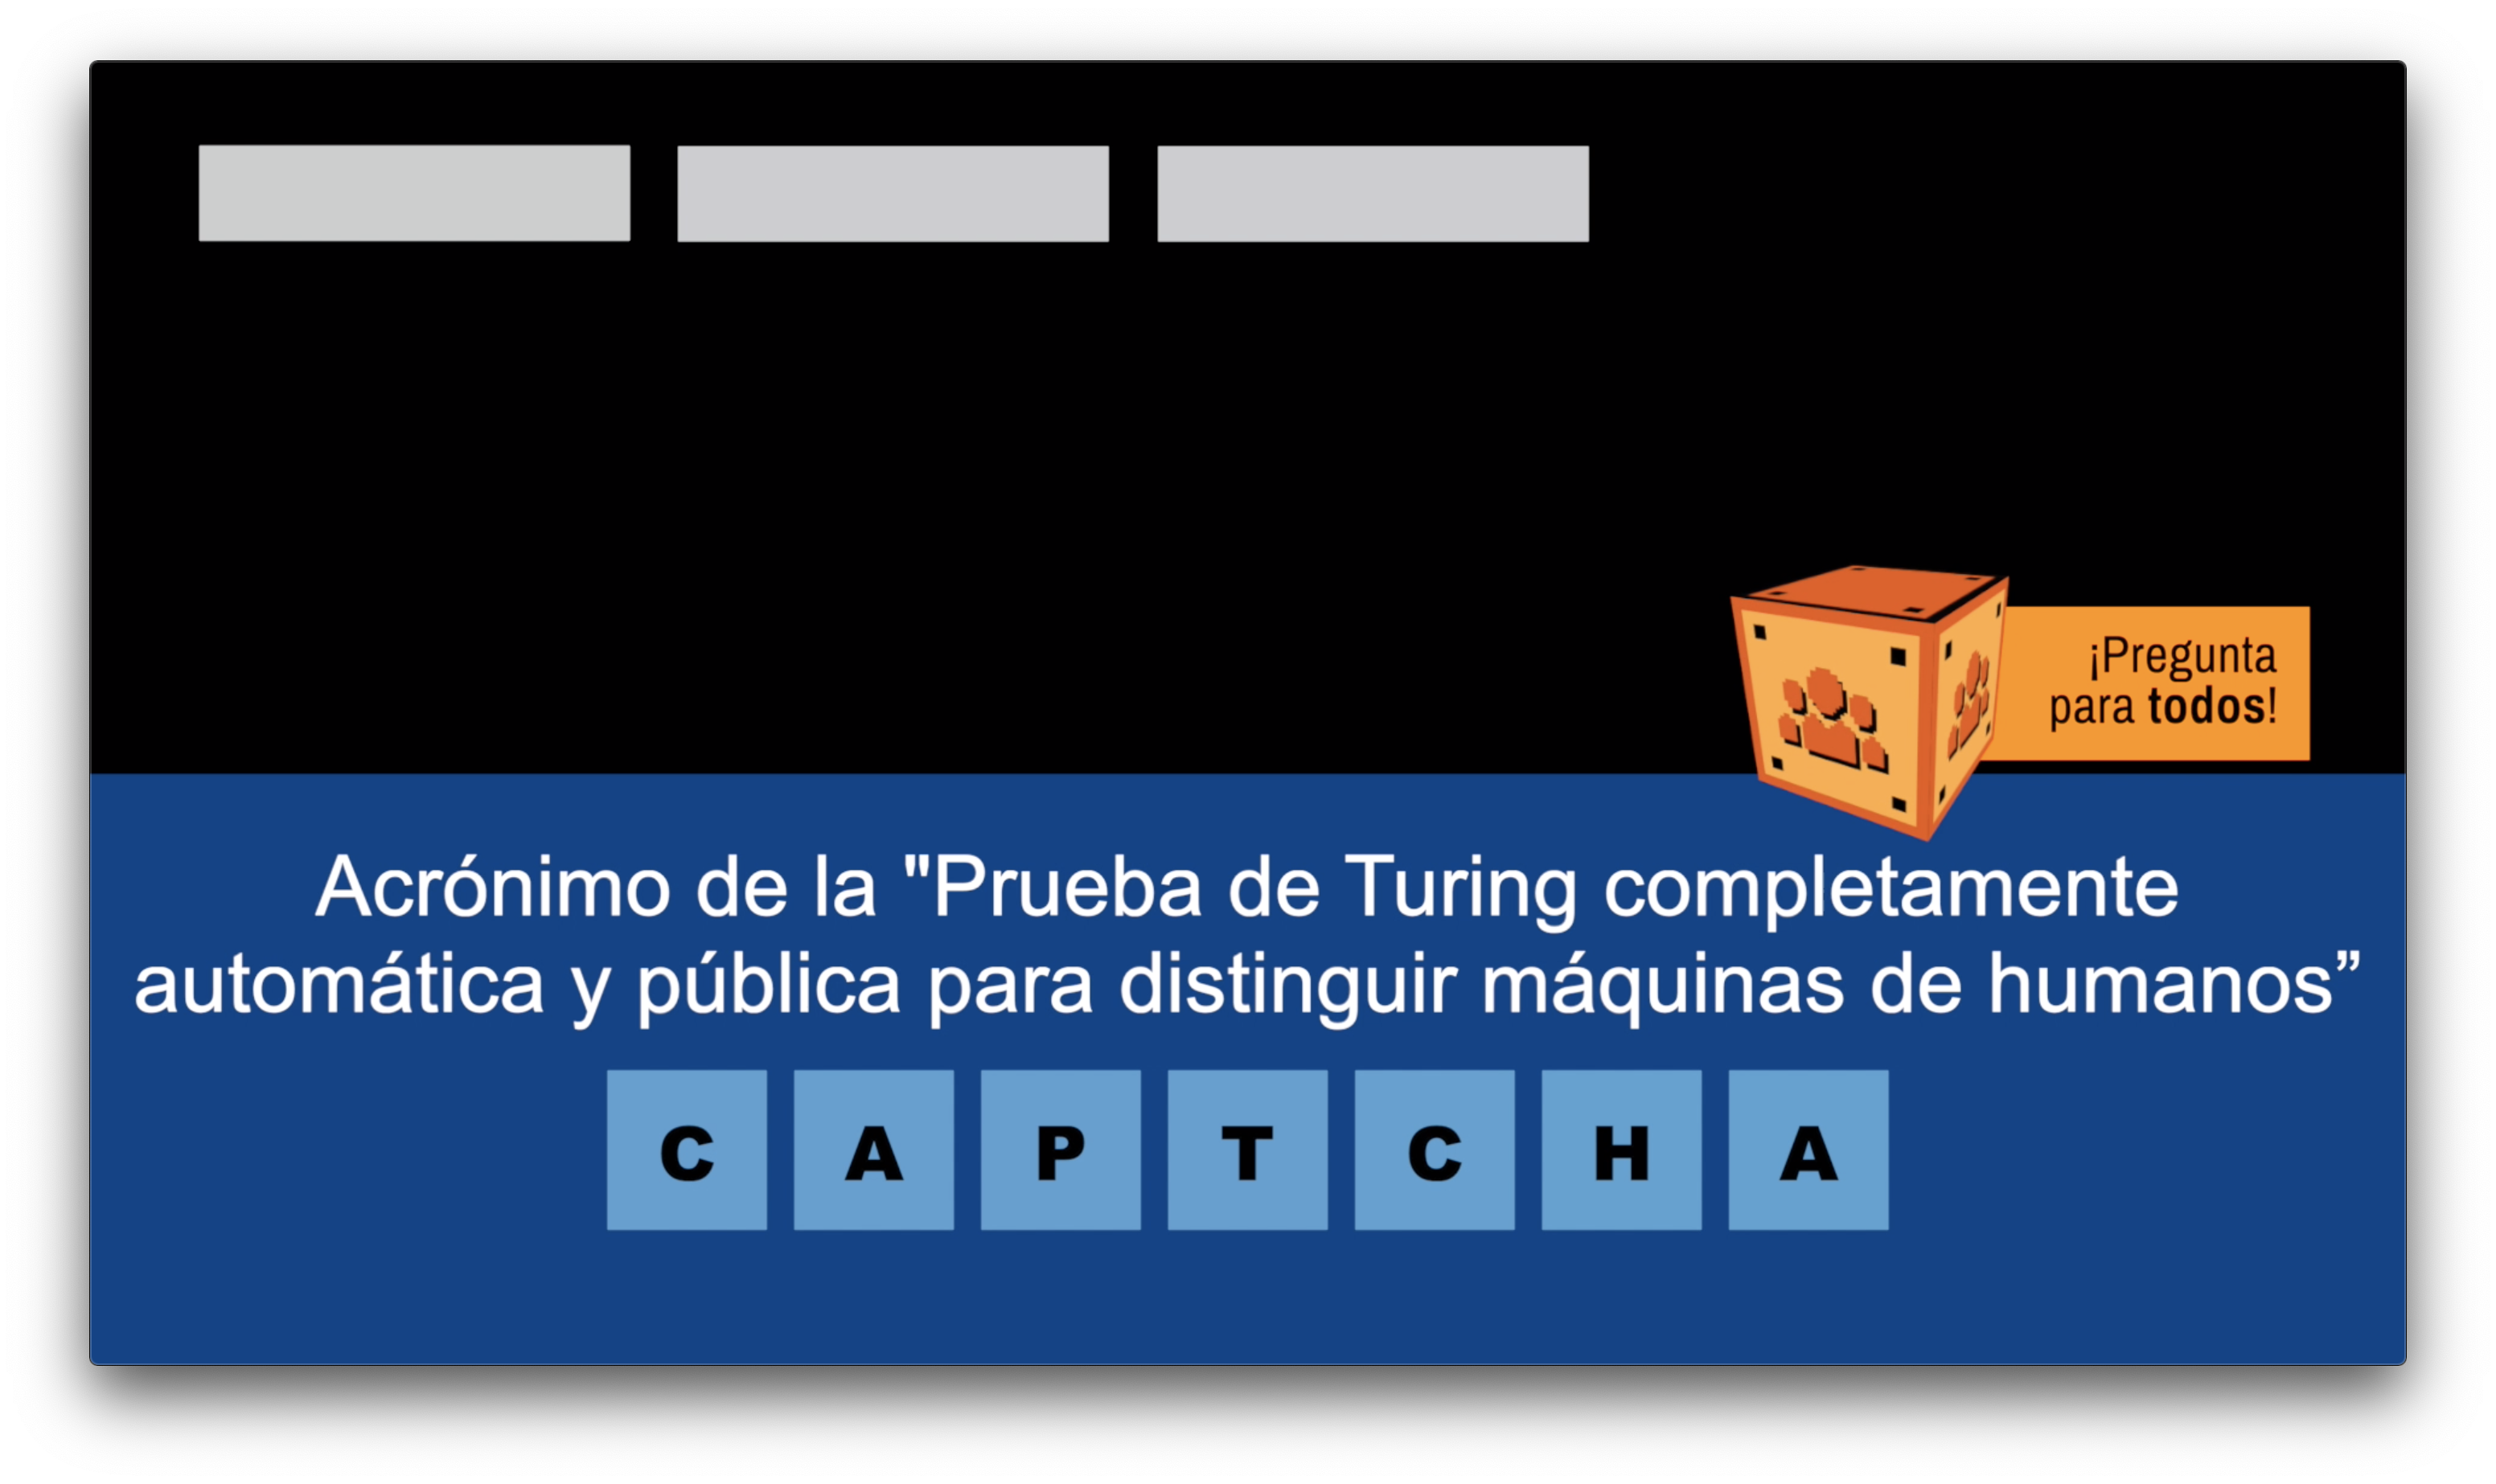 ¡Pregunta
para todos!
Acrónimo de la "Prueba de Turing completamente
automática y pública para distinguir máquinas de humanos”
C A P T C H A